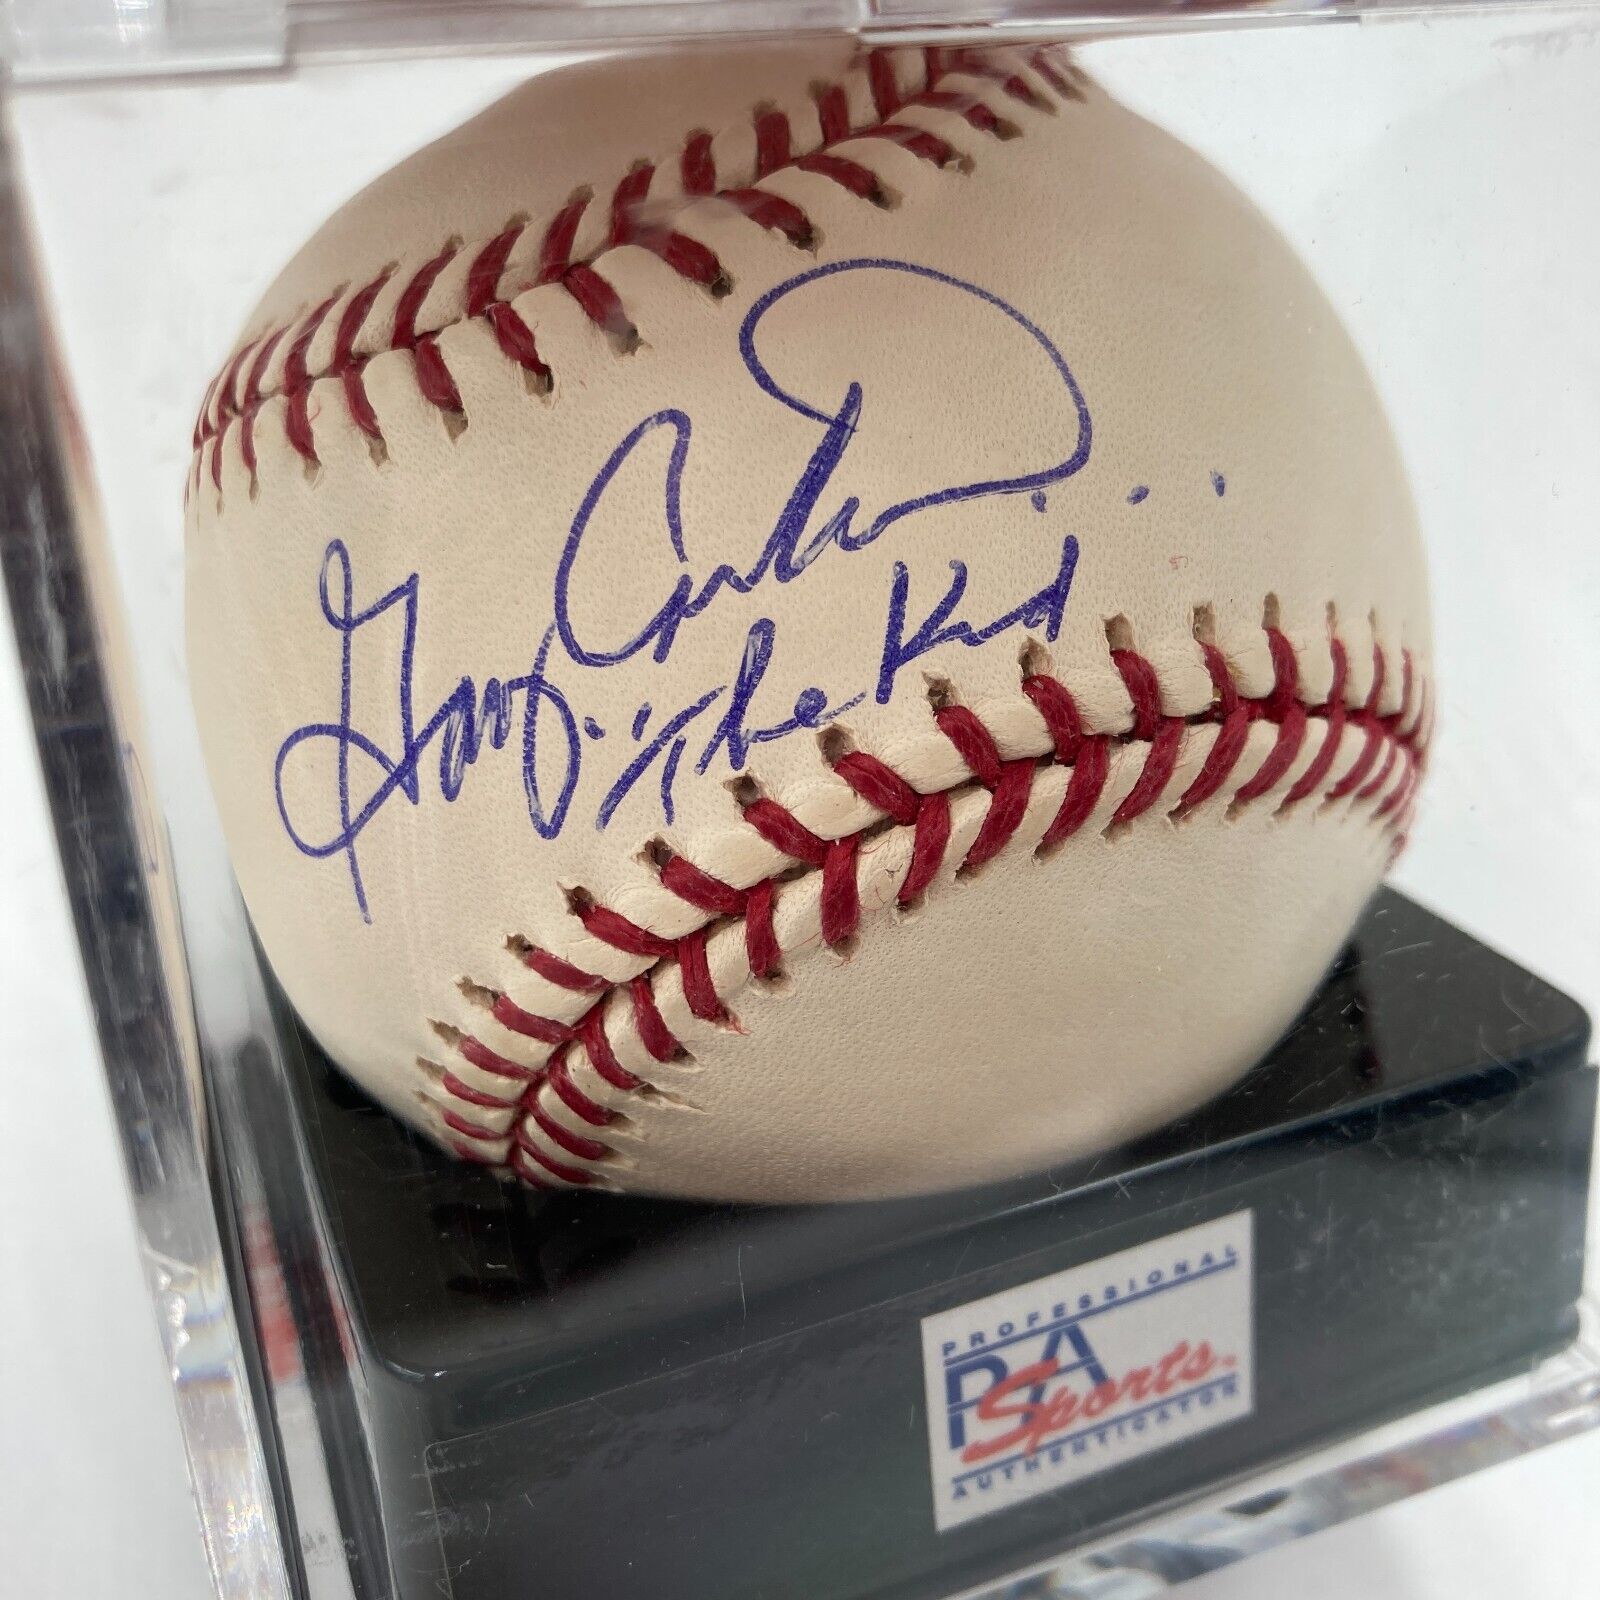 Gary Carter
"The Kid
PROFESSIONAL
PSA
Sports
AUTHENTICATOR